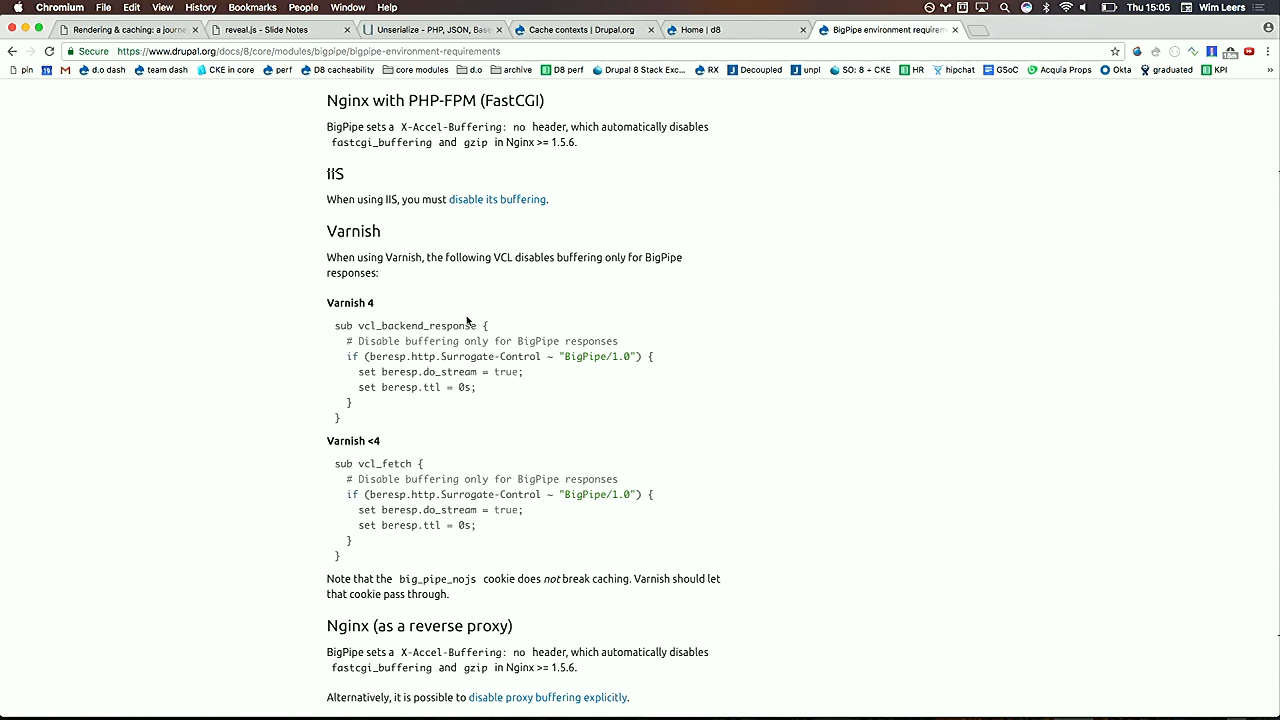 Chromium File Edit View History Bookmarks People Window Help Thu 15:05 Wim Leers
Rendering & caching: a journe
reveal.js - Slide Notes
Unserialize - PHP, JSON, Base
Cache contexts | Drupal.org
Home | d8
BigPipe environment requirem
Secure https://www.drupal.org/docs/8/core/modules/bigpipe/bigpipe-environment-requirements
pin d.o dash team dash CKE in core perf D8 cacheability core modules d.o archive D8 perf Drupal 8 Stack Exc... RX Decoupled unpl SO: 8 + CKE HR hipchat GSoC Acquia Props Okta graduated KPI »
Nginx with PHP-FPM (FastCGI)
BigPipe sets a X-Accel-Buffering: no header, which automatically disables
fastcgi_buffering and gzip in Nginx >= 1.5.6.
IIS
When using IIS, you must disable its buffering.
Varnish
When using Varnish, the following VCL disables buffering only for BigPipe
responses:
Varnish 4
sub vcl_backend_response {
# Disable buffering only for BigPipe responses
if (beresp.http.Surrogate-Control ~ "BigPipe/1.0") {
set beresp.do_stream = true;
set beresp.ttl = 0s;
}
}
Varnish <4
sub vcl_fetch {
# Disable buffering only for BigPipe responses
if (beresp.http.Surrogate-Control ~ "BigPipe/1.0") {
set beresp.do_stream = true;
set beresp.ttl = 0s;
}
}
Note that the big_pipe_nojs cookie does not break caching. Varnish should let
that cookie pass through.
Nginx (as a reverse proxy)
BigPipe sets a X-Accel-Buffering: no header, which automatically disables
fastcgi_buffering and gzip in Nginx >= 1.5.6.
Alternatively, it is possible to disable proxy buffering explicitly.